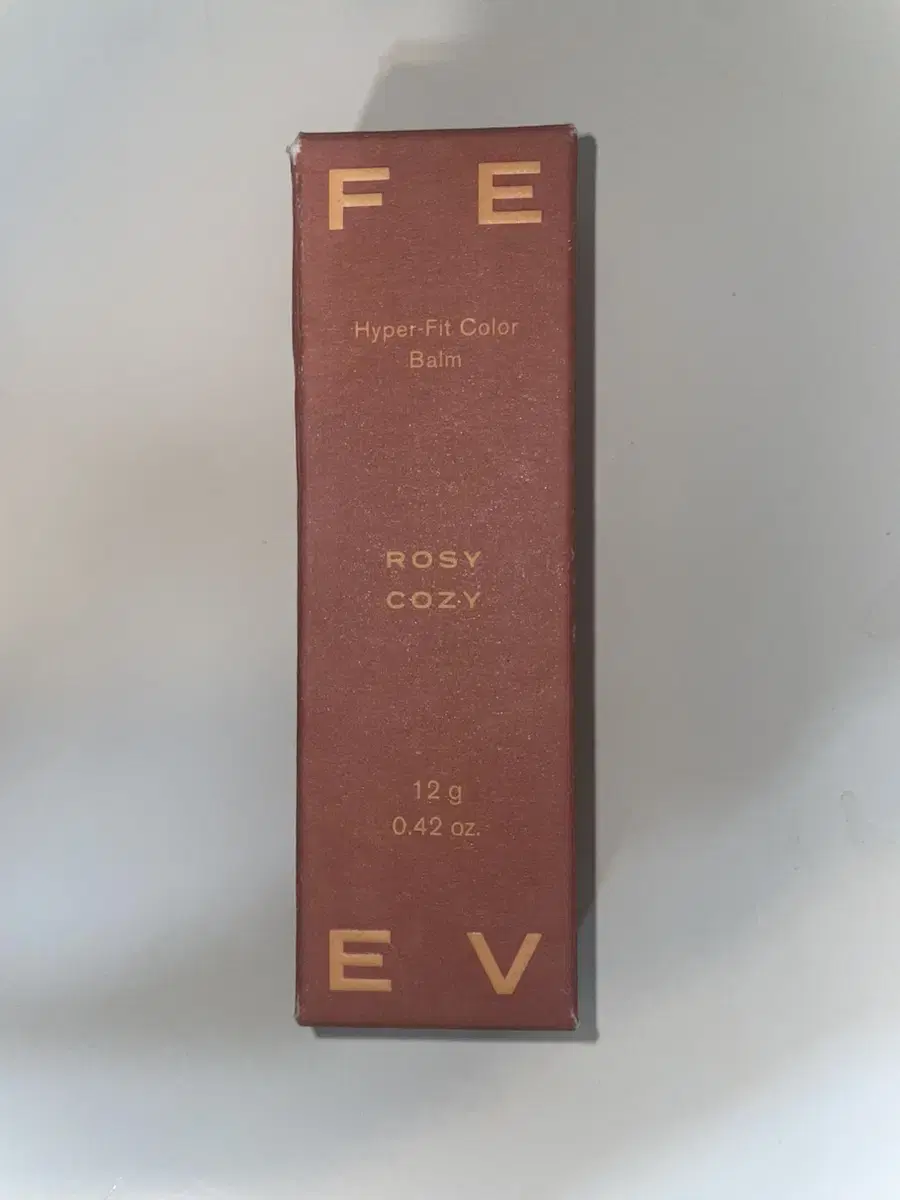 F E
Hyper-Fit Color
Balm
ROSY
COZY
12 g
0.42 oz.
E V